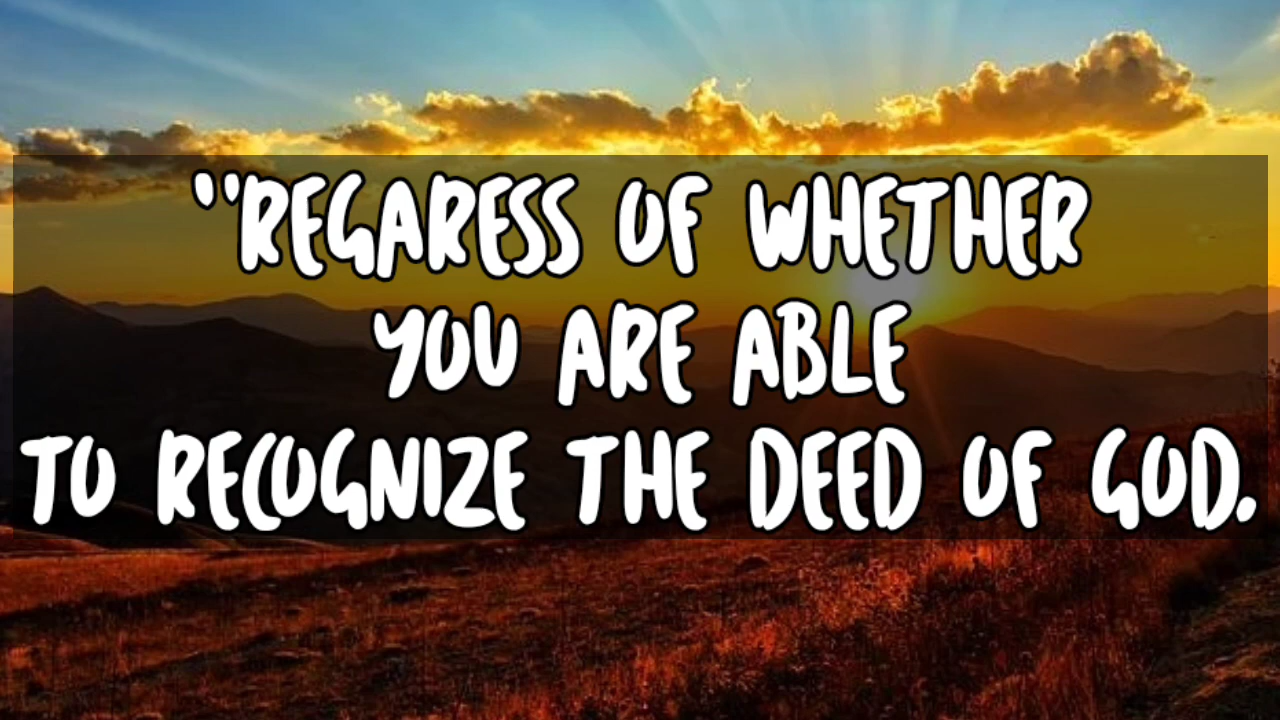 "REGARESS OF WHETHER
YOU ARE ABLE
TO RECOGNIZE THE DEED OF GOD.